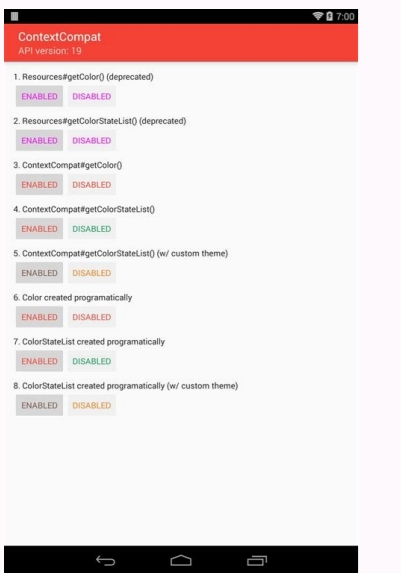 7:00
ContextCompat
API version: 19
1. Resources#getColor() (deprecated)
ENABLED DISABLED
2. Resources#getColorStateList() (deprecated)
ENABLED DISABLED
3. ContextCompat#getColor()
ENABLED DISABLED
4. ContextCompat#getColorStateList()
ENABLED DISABLED
5. ContextCompat#getColorStateList() (w/ custom theme)
ENABLED DISABLED
6. Color created programatically
ENABLED DISABLED
7. ColorStateList created programatically
ENABLED DISABLED
8. ColorStateList created programatically (w/ custom theme)
ENABLED DISABLED